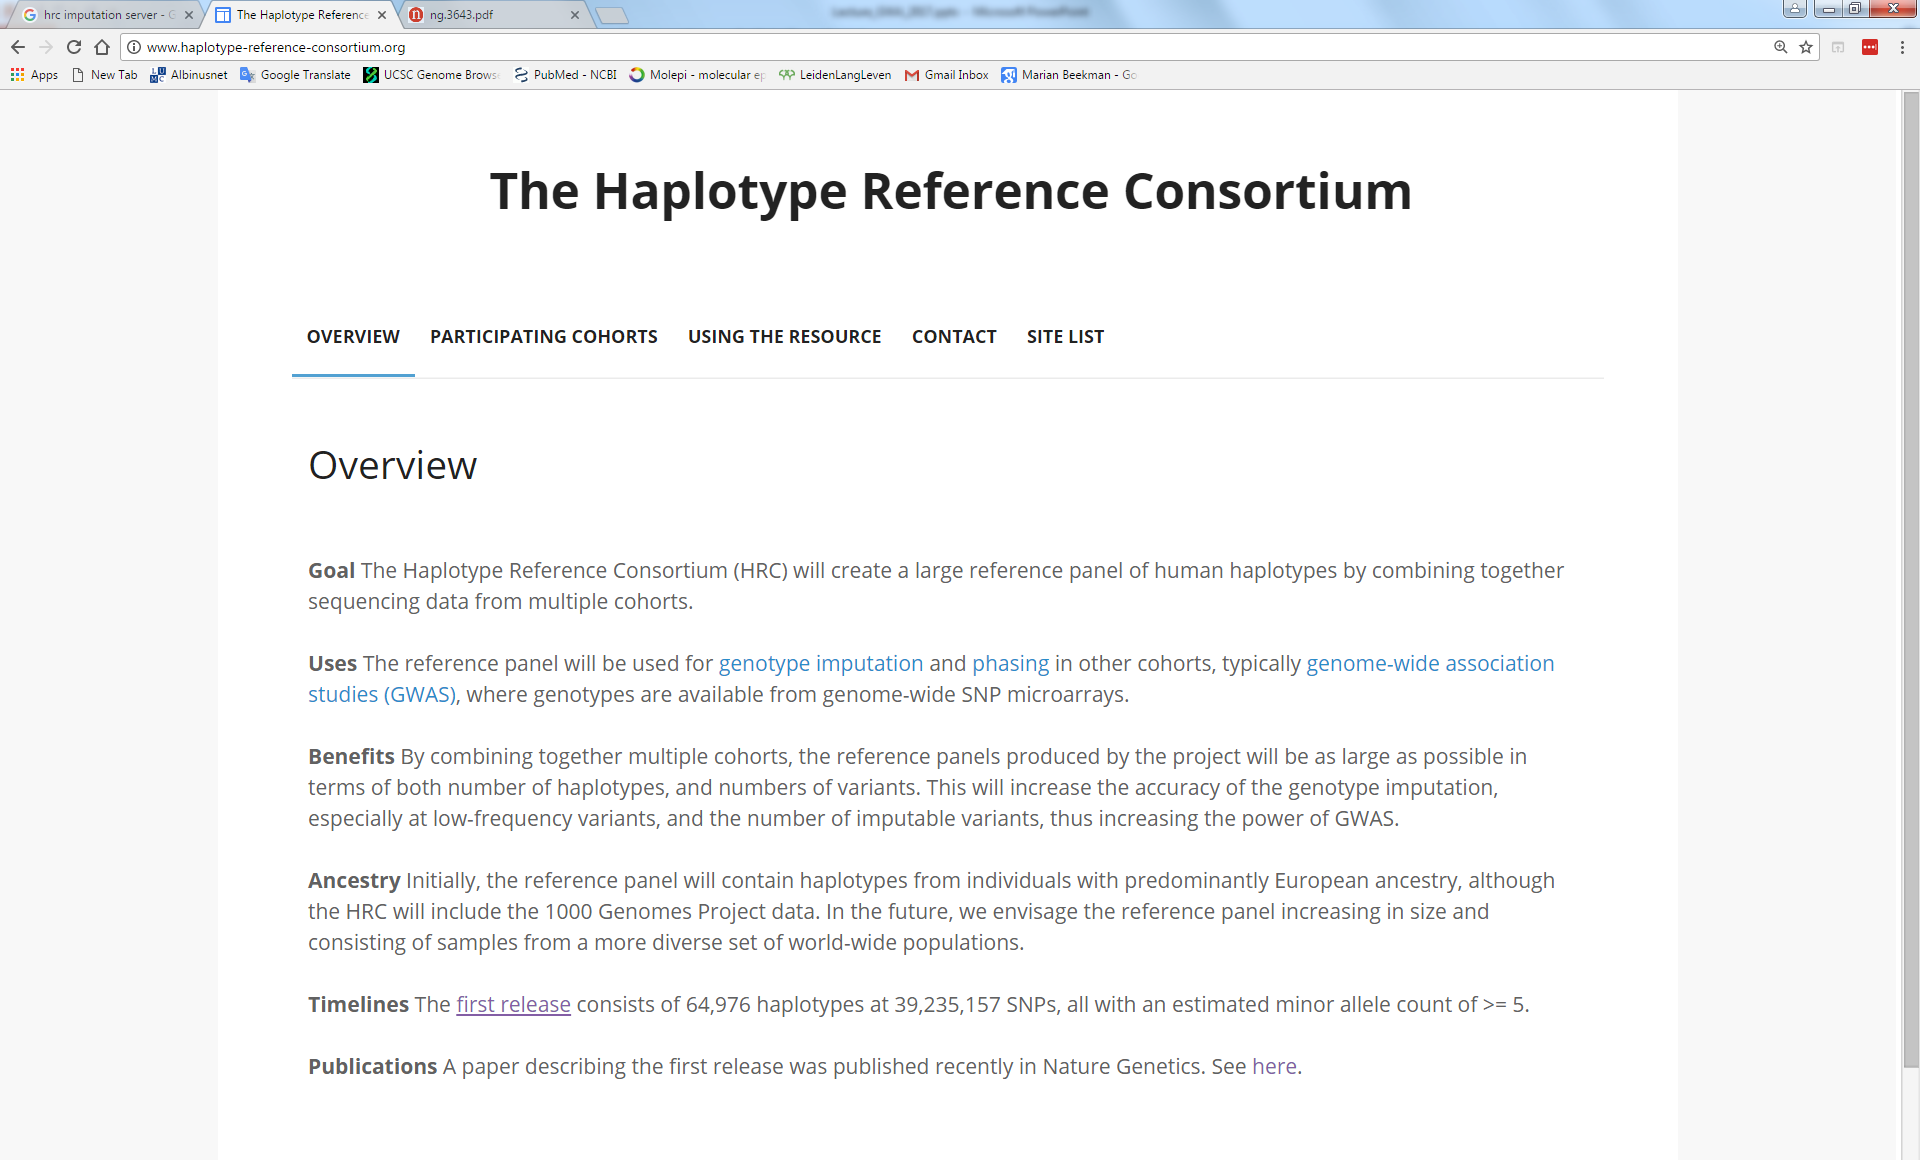 hrc imputation server - G
The Haplotype Reference
ng.3643.pdf
Lecture_DNA_2017.pptx - Microsoft PowerPoint
www.haplotype-reference-consortium.org
Apps
New Tab
Albinusnet
Google Translate
UCSC Genome Brows
PubMed - NCBI
Molepi - molecular ep
LeidenLangLeven
Gmail Inbox
Marian Beekman - Go
The Haplotype Reference Consortium
OVERVIEW PARTICIPATING COHORTS USING THE RESOURCE CONTACT SITE LIST
Overview
Goal The Haplotype Reference Consortium (HRC) will create a large reference panel of human haplotypes by combining together
sequencing data from multiple cohorts.
Uses The reference panel will be used for genotype imputation and phasing in other cohorts, typically genome-wide association
studies (GWAS), where genotypes are available from genome-wide SNP microarrays.
Benefits By combining together multiple cohorts, the reference panels produced by the project will be as large as possible in
terms of both number of haplotypes, and numbers of variants. This will increase the accuracy of the genotype imputation,
especially at low-frequency variants, and the number of imputable variants, thus increasing the power of GWAS.
Ancestry Initially, the reference panel will contain haplotypes from individuals with predominantly European ancestry, although
the HRC will include the 1000 Genomes Project data. In the future, we envisage the reference panel increasing in size and
consisting of samples from a more diverse set of world-wide populations.
Timelines The first release consists of 64,976 haplotypes at 39,235,157 SNPs, all with an estimated minor allele count of >= 5.
Publications A paper describing the first release was published recently in Nature Genetics. See here.